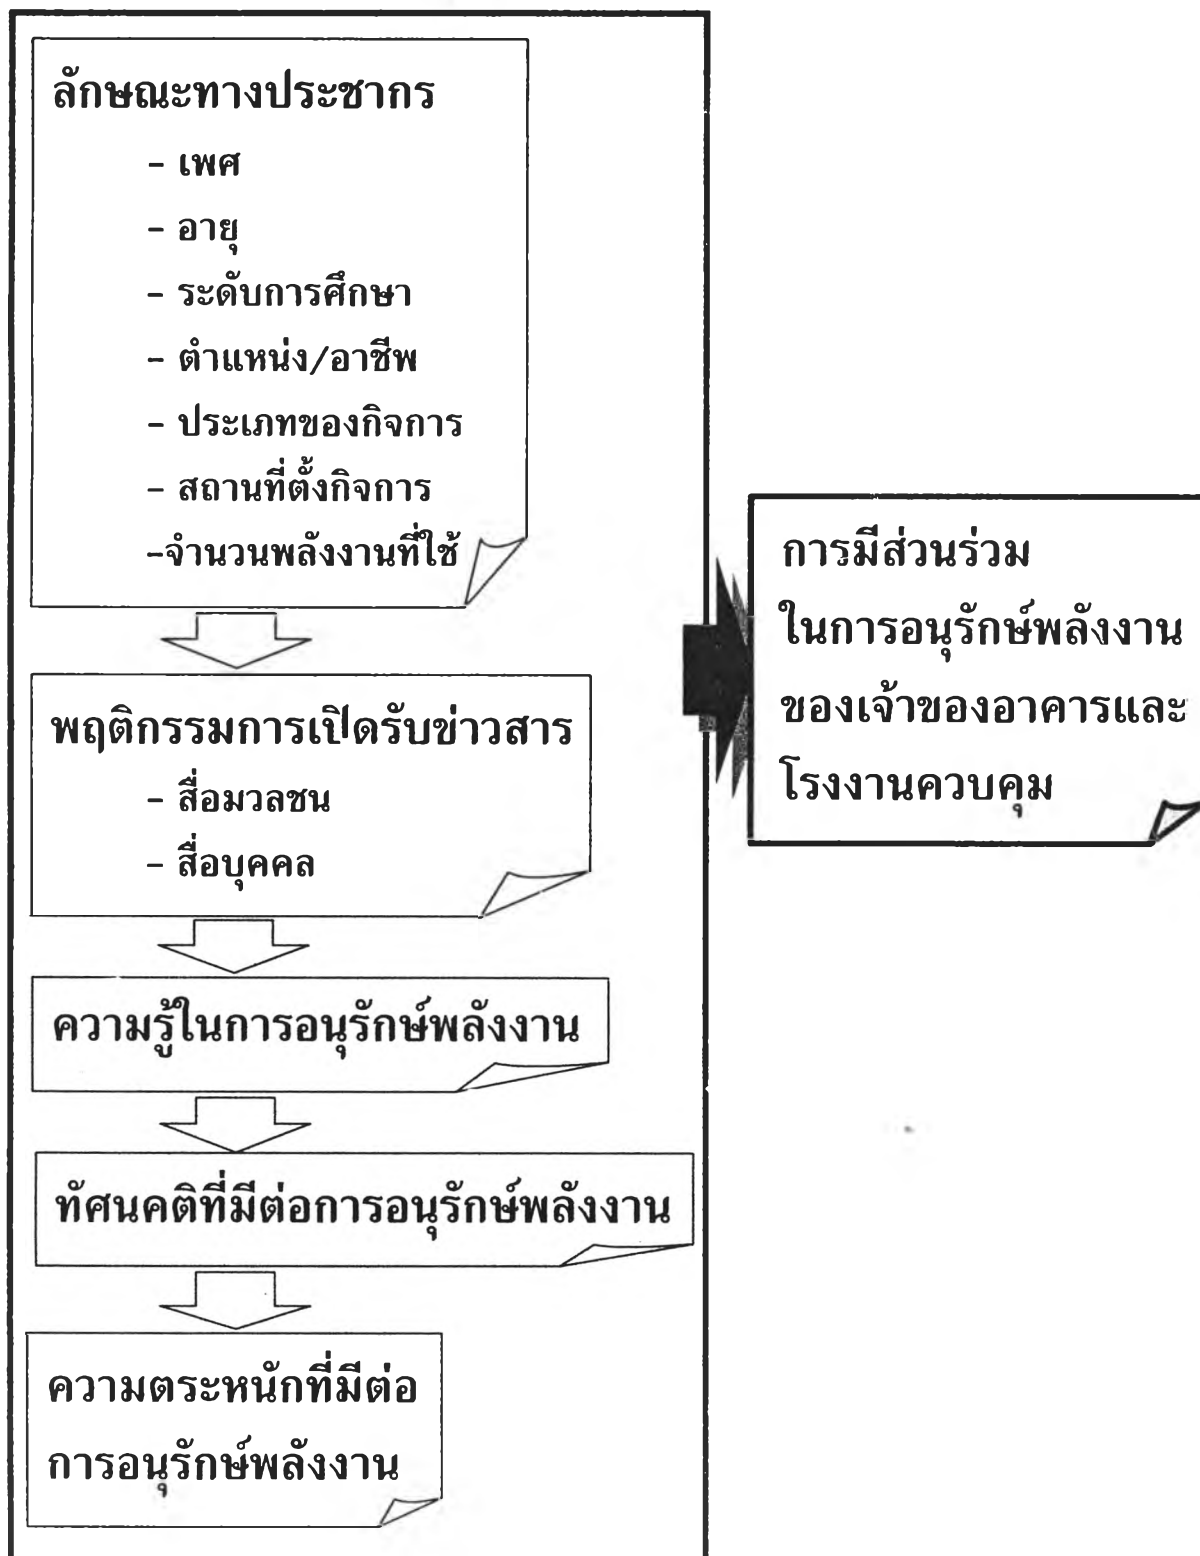 ลักษณะทางประชากร
- เพศ
- อายุ
- ระดับการศึกษา
- ตำแหน่ง/อาชีพ
- ประเภทของกิจการ
- สถานที่ตั้งกิจการ
-จำนวนพลังงานที่ใช้
พฤติกรรมการเปิดรับข่าวสาร
- สื่อมวลชน
- สื่อบุคคล
ความรู้ในการอนุรักษ์พลังงาน
ทัศนคติที่มีต่อการอนุรักษ์พลังงาน
ความตระหนักที่มีต่อ
การอนุรักษ์พลังงาน
การมีส่วนร่วม
ในการอนุรักษ์พลังงาน
ของเจ้าของอาคารและ
โรงงานควบคุม